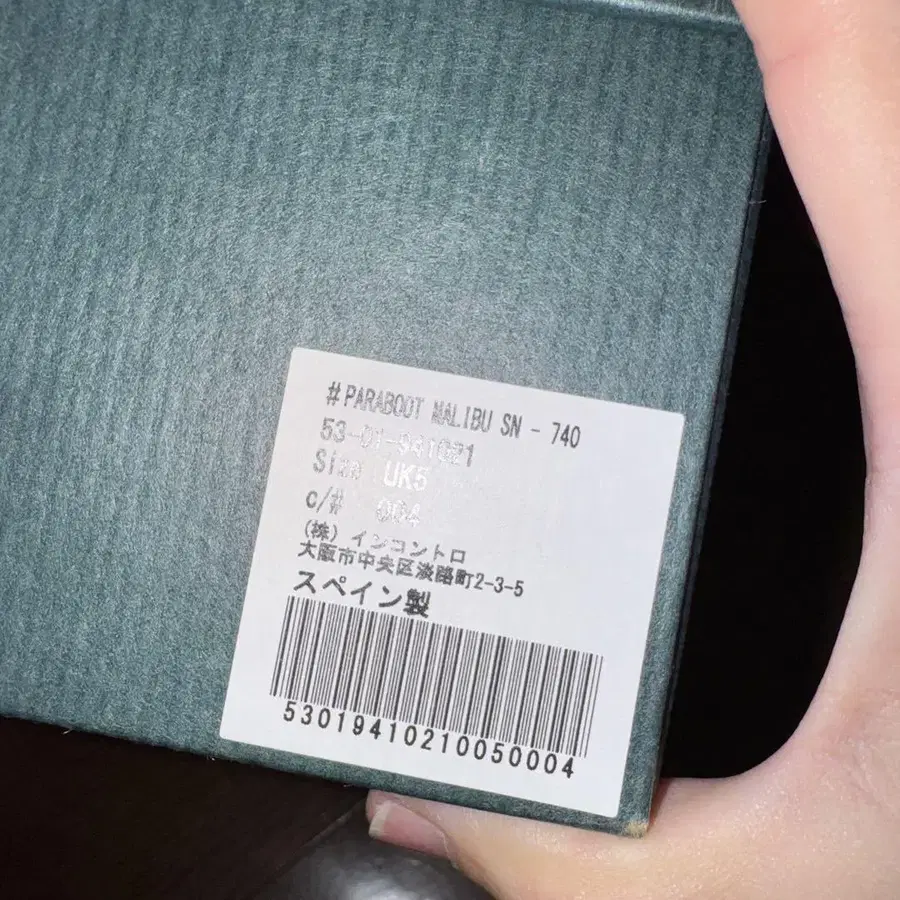 #PARABOOT MALIBU SN - 740
53-01-941021
Size UK5
c/# 004
(株) インコントロ
大阪市中央区淡路町2-3-5
スペイン製
53019410210050004